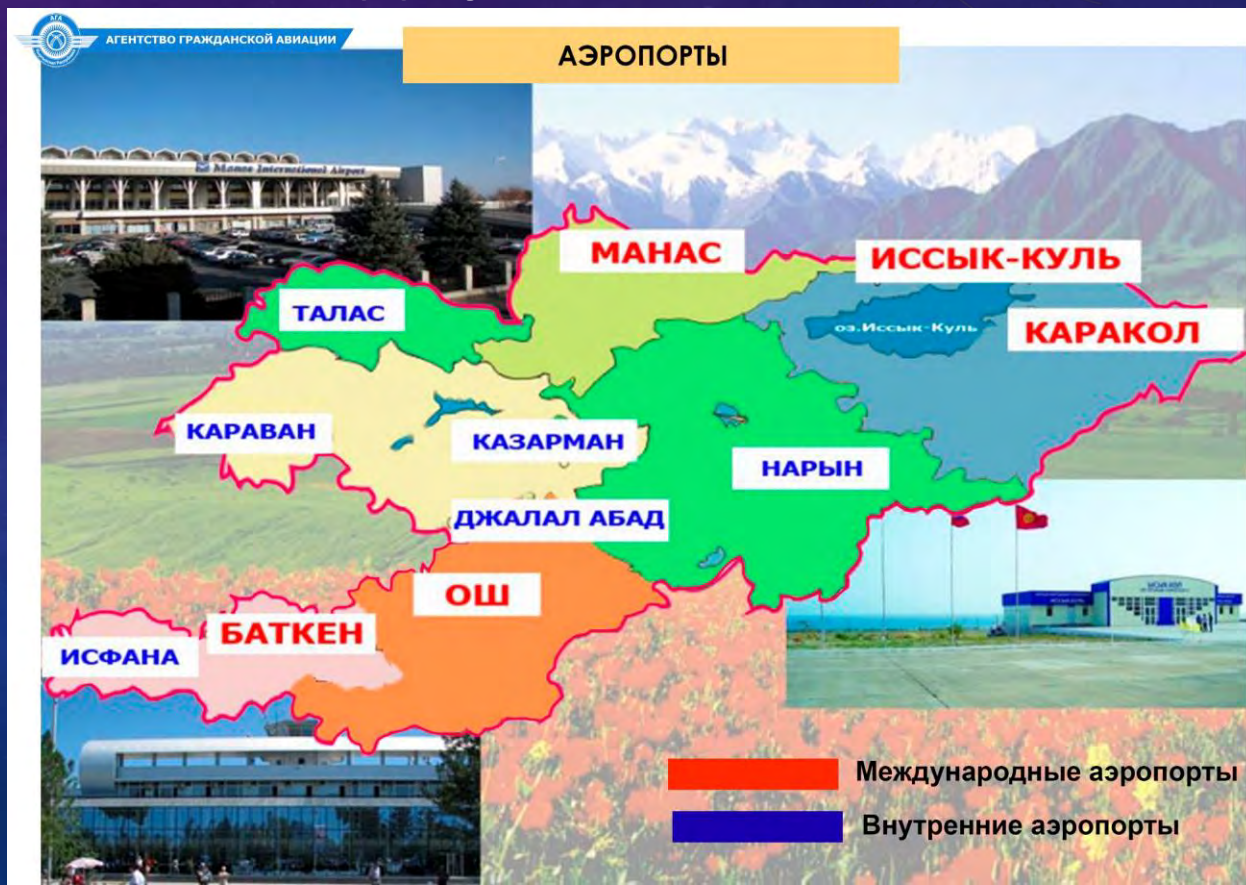 АГА
АГЕНТСТВО ГРАЖДАНСКОЙ АВИАЦИИ
АЭРОПОРТЫ
Manas International Airport
МАНАС
ИССЫК-КУЛЬ
ТАЛАС
оз.Иссык-Куль
КАРАКОЛ
КАРАВАН
КАЗАРМАН
НАРЫН
ДЖАЛАЛ АБАД
ОШ
БАТКЕН
ИСФАНА
Международные аэропорты
Внутренние аэропорты